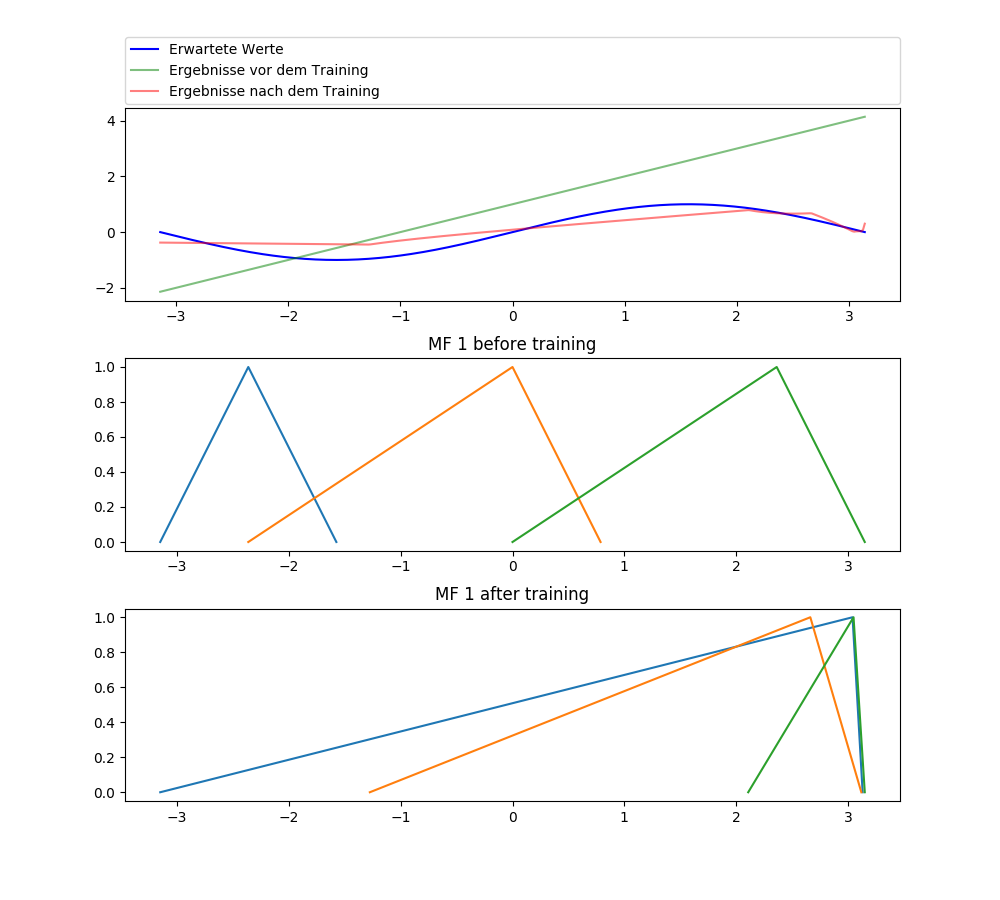 Erwartete Werte
Ergebnisse vor dem Training
Ergebnisse nach dem Training
4
2
0
−2
−3 −2 −1 0 1 2 3
MF 1 before training
1.0
0.8
0.6
0.4
0.2
0.0
−3 −2 −1 0 1 2 3
MF 1 after training
1.0
0.8
0.6
0.4
0.2
0.0
−3 −2 −1 0 1 2 3